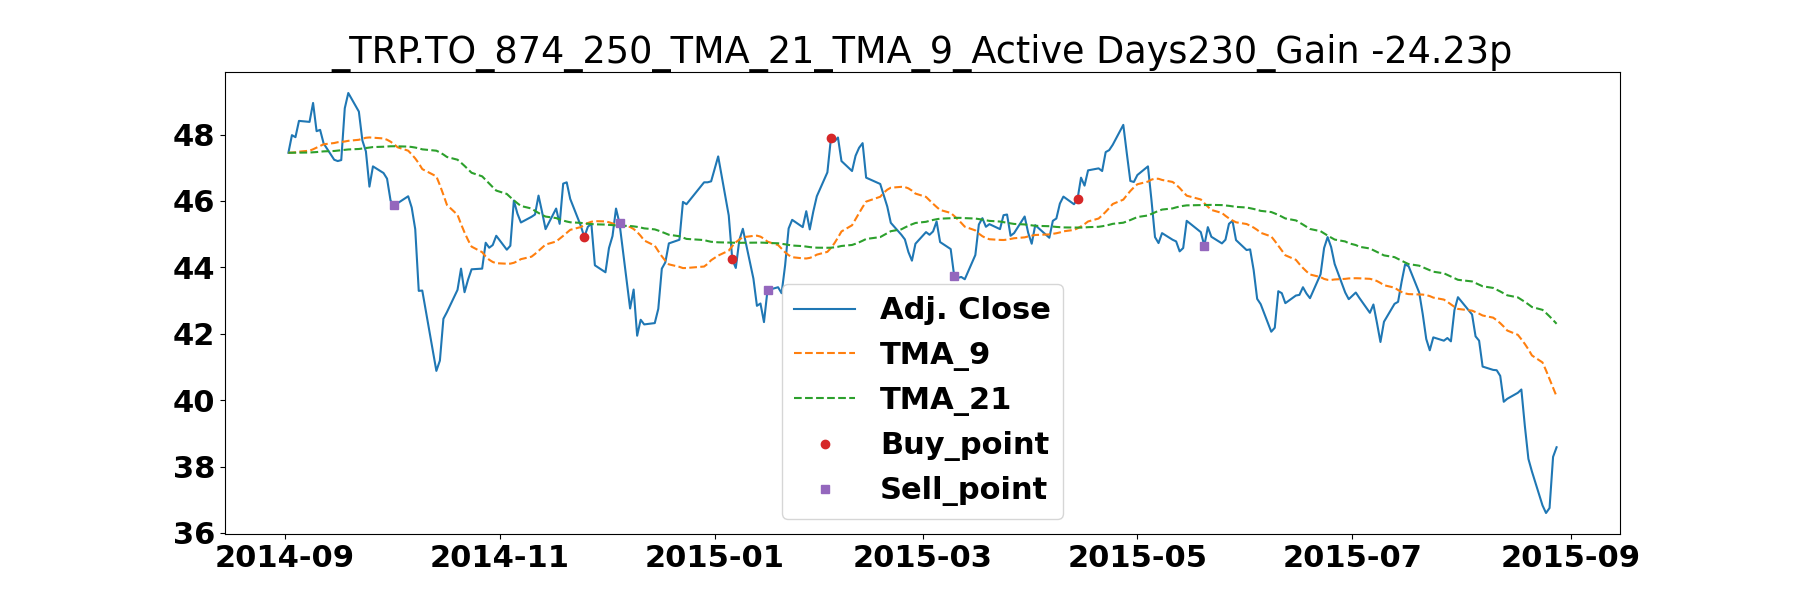 _TRP.TO_874_250_TMA_21_TMA_9_Active Days230_Gain -24.23p
48
46
44
42
40
38
36
Adj. Close
TMA_9
TMA_21
Buy_point
Sell_point
2014-09 2014-11 2015-01 2015-03 2015-05 2015-07 2015-09